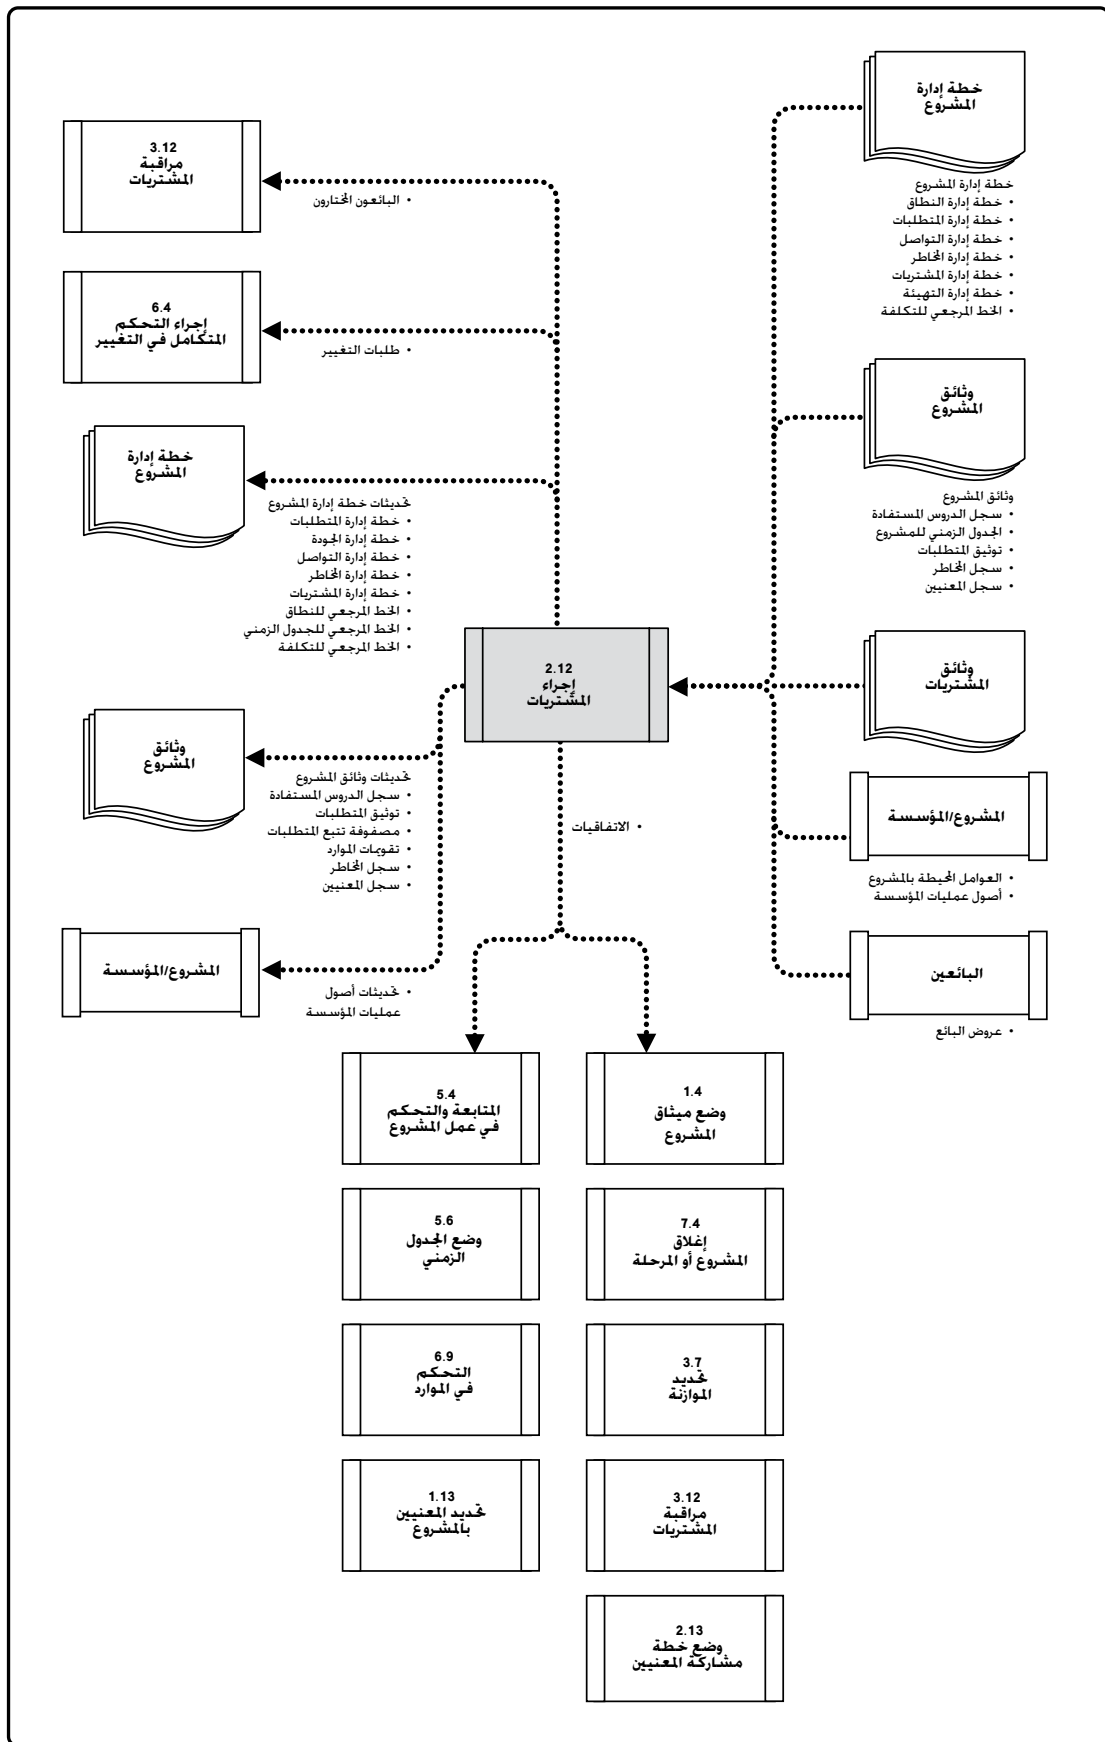 خطة إدارة
المشروع
خطة إدارة المشروع
• خطة إدارة النطاق
• خطة إدارة المتطلبات
• خطة إدارة التواصل
• خطة إدارة المخاطر
• خطة إدارة المشتريات
• خطة إدارة التهيئة
• الخط المرجعي للتكلفة
وثائق
المشروع
وثائق المشروع
• سجل الدروس المستفادة
• الجدول الزمني للمشروع
• توثيق المتطلبات
• سجل المخاطر
• سجل المعنيين
وثائق
المشتريات
المشروع/المؤسسة
• العوامل المحيطة بالمشروع
• أصول عمليات المؤسسة
البائعين
• عروض البائع
2.12
إجراء
المشتريات
• الاتفاقيات
3.12
مراقبة
المشتريات
• البائعون المختارون
6.4
إجراء التحكم
المتكامل في التغيير
• طلبات التغيير
خطة إدارة
المشروع
تحديثات خطة إدارة المشروع
• خطة إدارة المتطلبات
• خطة إدارة الجودة
• خطة إدارة التواصل
• خطة إدارة المخاطر
• خطة إدارة المشتريات
• الخط المرجعي للنطاق
• الخط المرجعي للجدول الزمني
• الخط المرجعي للتكلفة
وثائق
المشروع
تحديثات وثائق المشروع
• سجل الدروس المستفادة
• توثيق المتطلبات
• مصفوفة تتبع المتطلبات
• تقويمات الموارد
• سجل المخاطر
• سجل المعنيين
المشروع/المؤسسة
• تحديثات أصول
عمليات المؤسسة
1.4
وضع ميثاق
المشروع
5.4
المتابعة والتحكم
في عمل المشروع
7.4
إغلاق
المشروع أو المرحلة
5.6
وضع الجدول
الزمني
3.7
تحديد
الموازنة
6.9
التحكم
في الموارد
3.12
مراقبة
المشتريات
1.13
تحديد المعنيين
بالمشروع
2.13
وضع خطة
مشاركة المعنيين